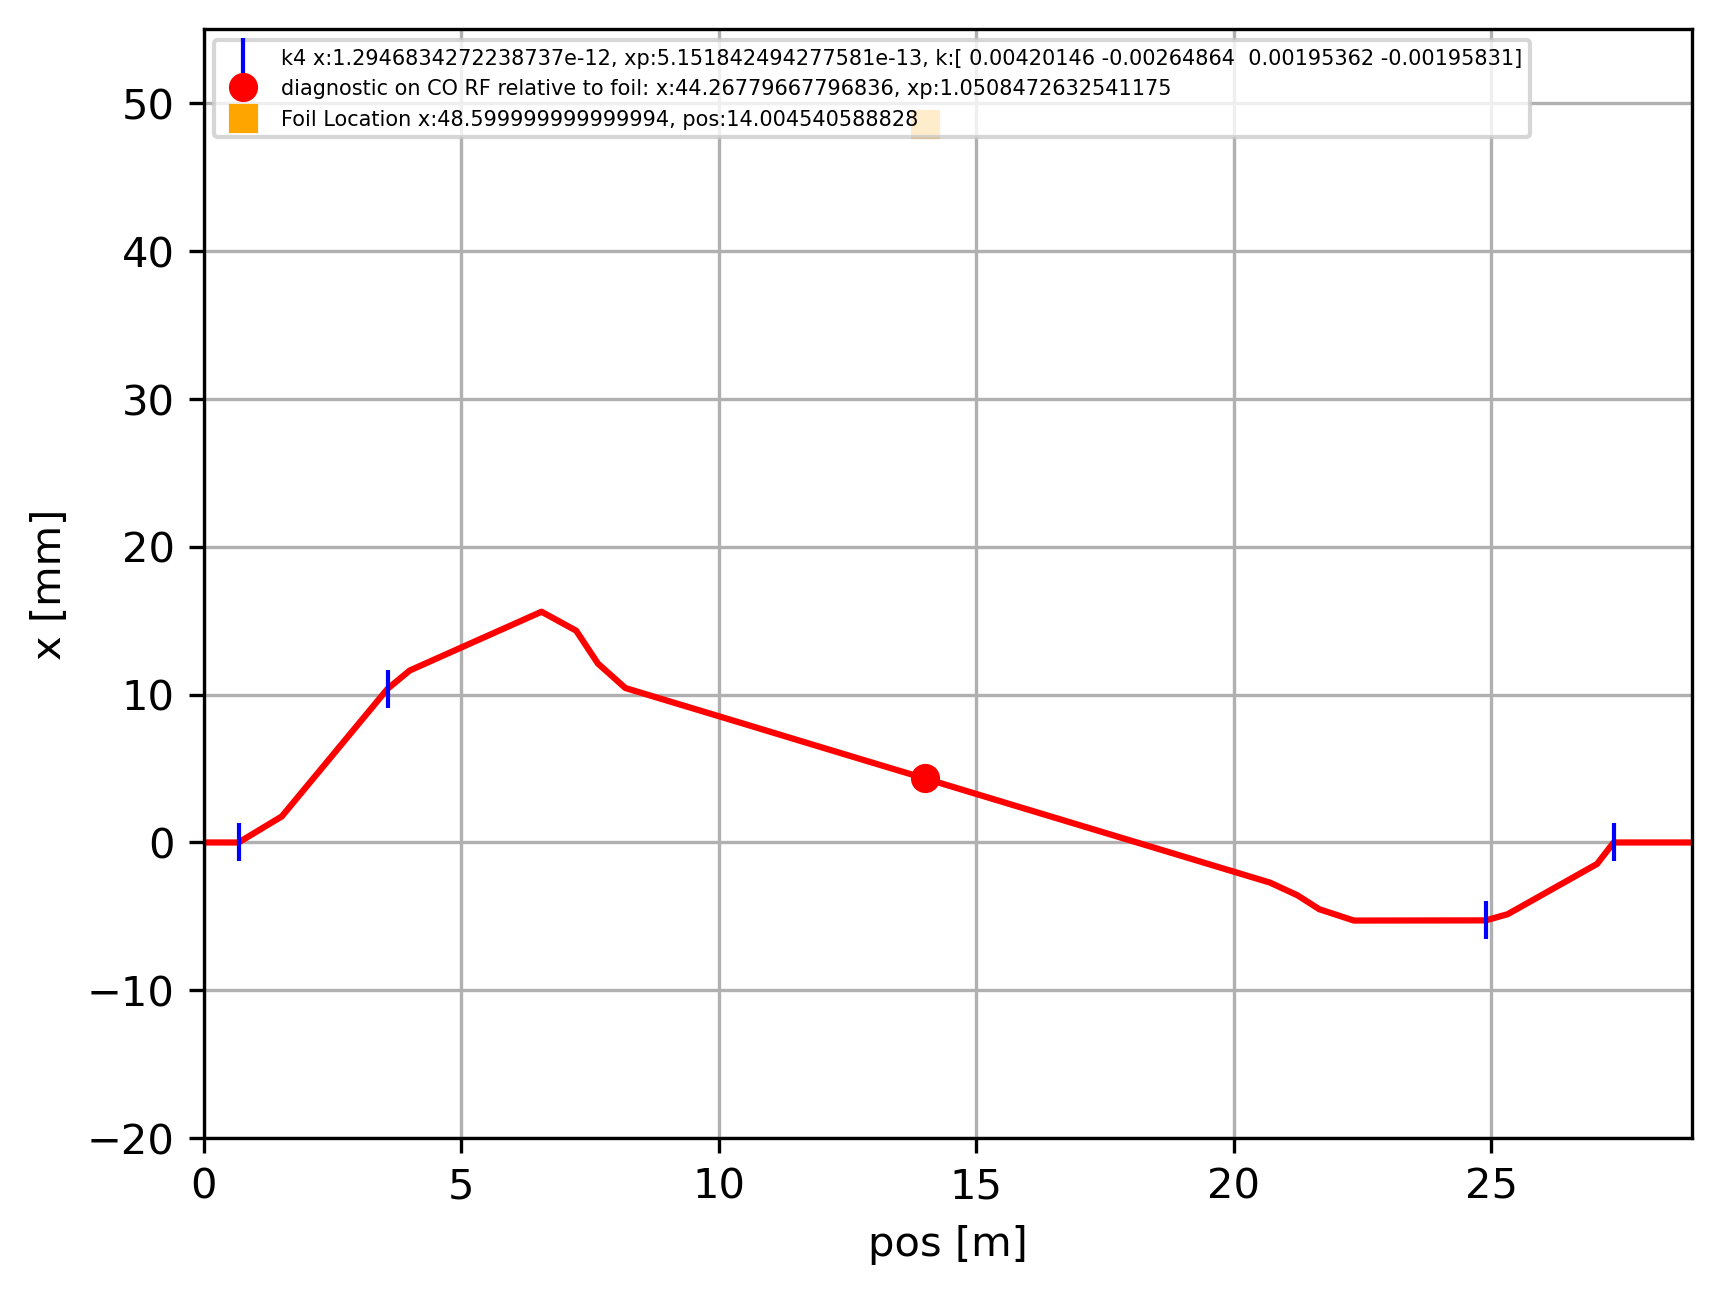 k4 x:1.2946834272238737e-12, xp:5.151842494277581e-13, k:[ 0.00420146 -0.00264864  0.00195362 -0.00195831]
diagnostic on CO RF relative to foil: x:44.26779667796836, xp:1.0508472632541175
Foil Location x:48.599999999999994, pos:14.004540588828
50
40
30
20
10
0
−10
−20
x [mm]
0 5 10 15 20 25
pos [m]